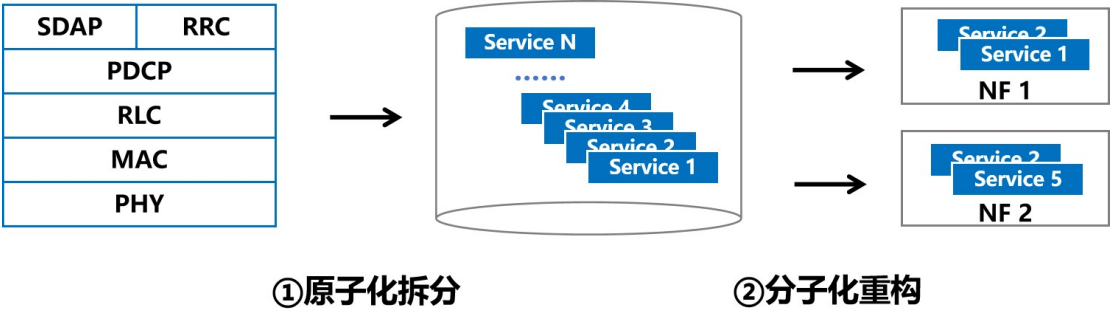 SDAP RRC
PDCP
RLC
MAC
PHY
Service N
......
Service 4
Service 3
Service 2
Service 1
Service 2
Service 1
NF 1
Service 2
Service 5
NF 2
①原子化拆分
②分子化重构